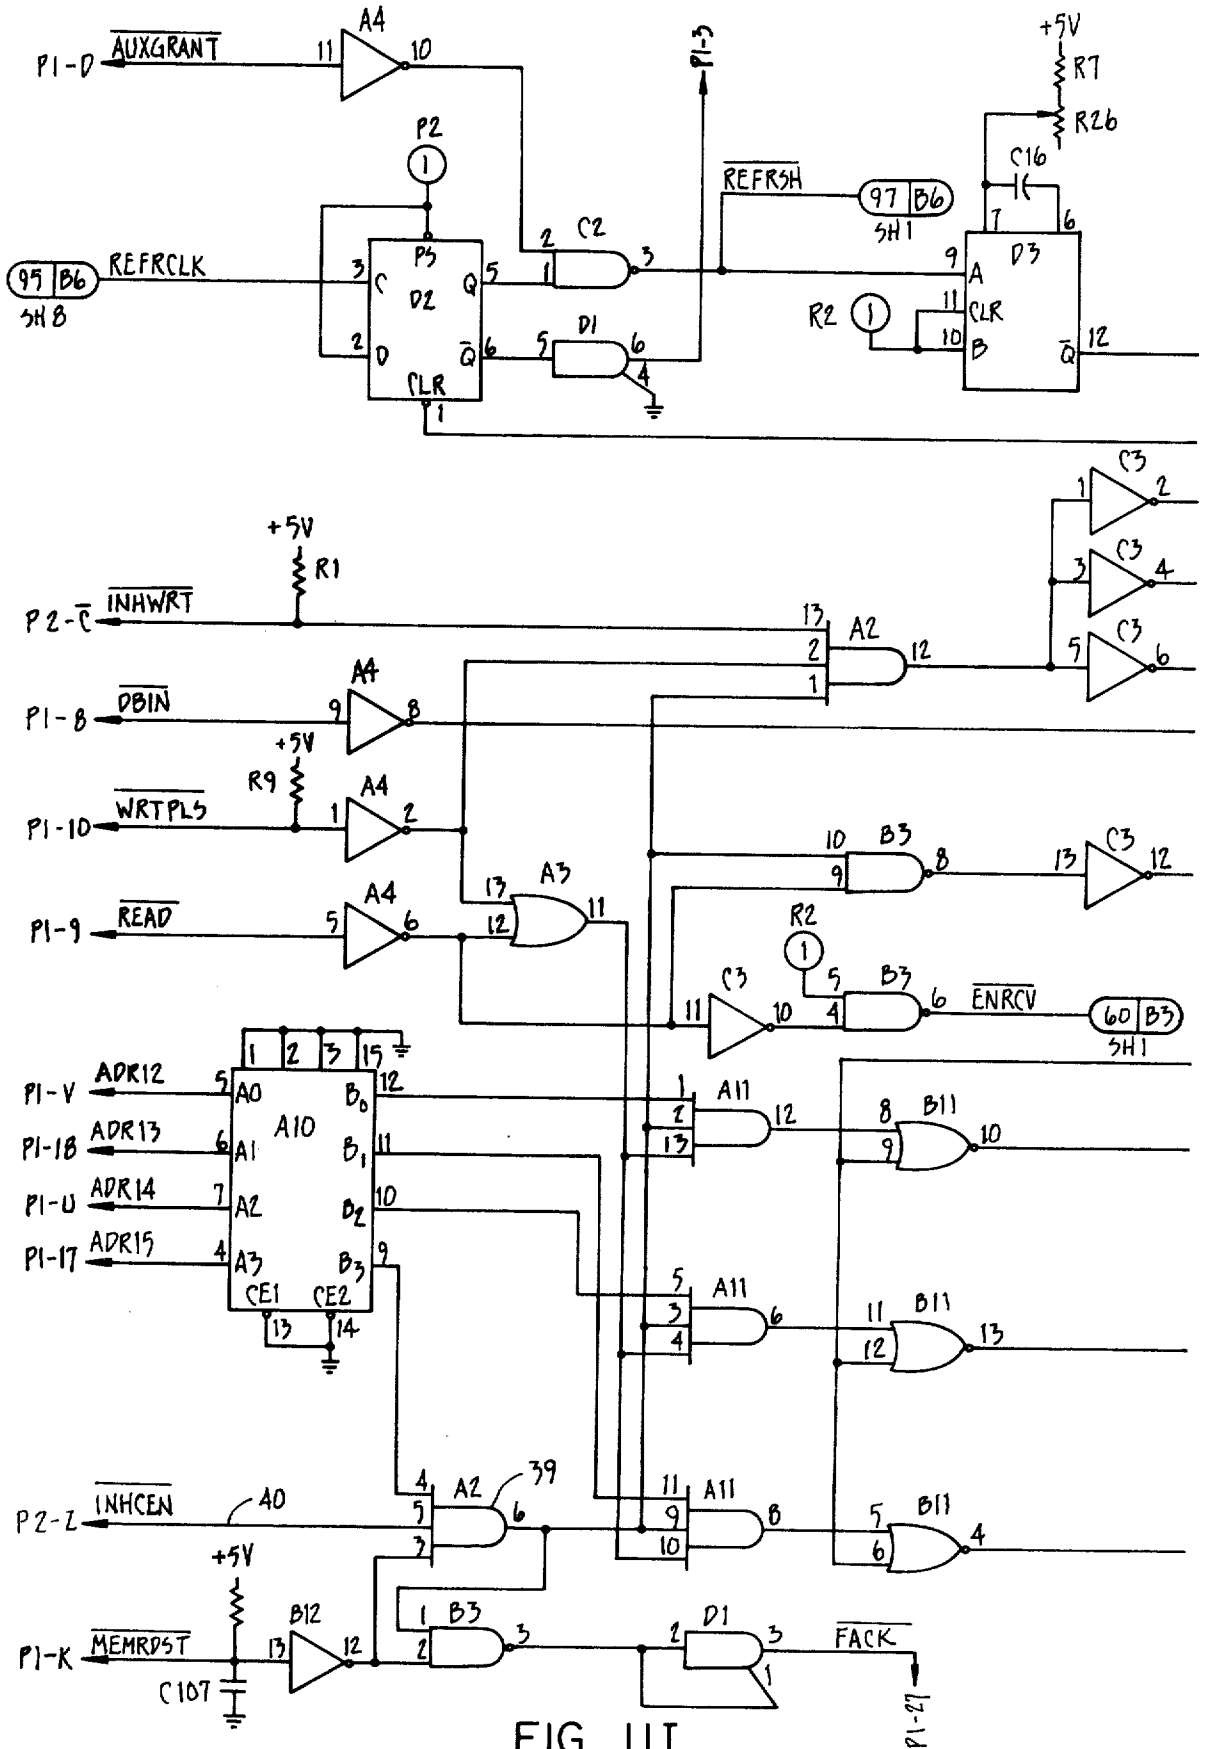 A4
P1-D AUXGRANT 11 10
P1-3
+5V
R7
R26
P2
1
C16
REFRSH 97 B6
SH1
7 6
C2
2
1 3
95 B6 REFRCLK
SH8
3 C PS D2 Q 5
2 D Q̅ 6
CLR
1
D1
5 6
4
9 A D3
R2 1
11 CLR
10 B Q̅ 12
C3
1 2
C3
3 4
C3
5 6
+5V
R1
P2-C̅ INHWRT
13
2
1
A2
12
A4
P1-8 DBIN 9 8
+5V
R9
A4
P1-10 WRTPLS 1 2
A4
P1-9 READ 5 6
A3
13
12
11
B3
10
9
8
C3
13 12
R2
1
C3
11 10
B3
5
4
6
ENRCV 60 B3
SH1
1 2 3 15
P1-V ADR12 5 A0 B0 12
A10
P1-18 ADR13 6 A1 B1 11
P1-U ADR14 7 A2 B2 10
P1-17 ADR15 4 A3 B3 9
CE1 CE2
13 14
A11
1
2
13
12
B11
8
9
10
A11
5
3
4
6
B11
11
12
13
A2 39
4
5
3
6
P2-Z INHCEN 40
A11
11
9
10
8
B11
5
6
4
+5V
P1-K MEMRDST
C107
B12
13 12
B3
1
2
3
D1
2 3
1
FACK
P1-27
FIG. 11I